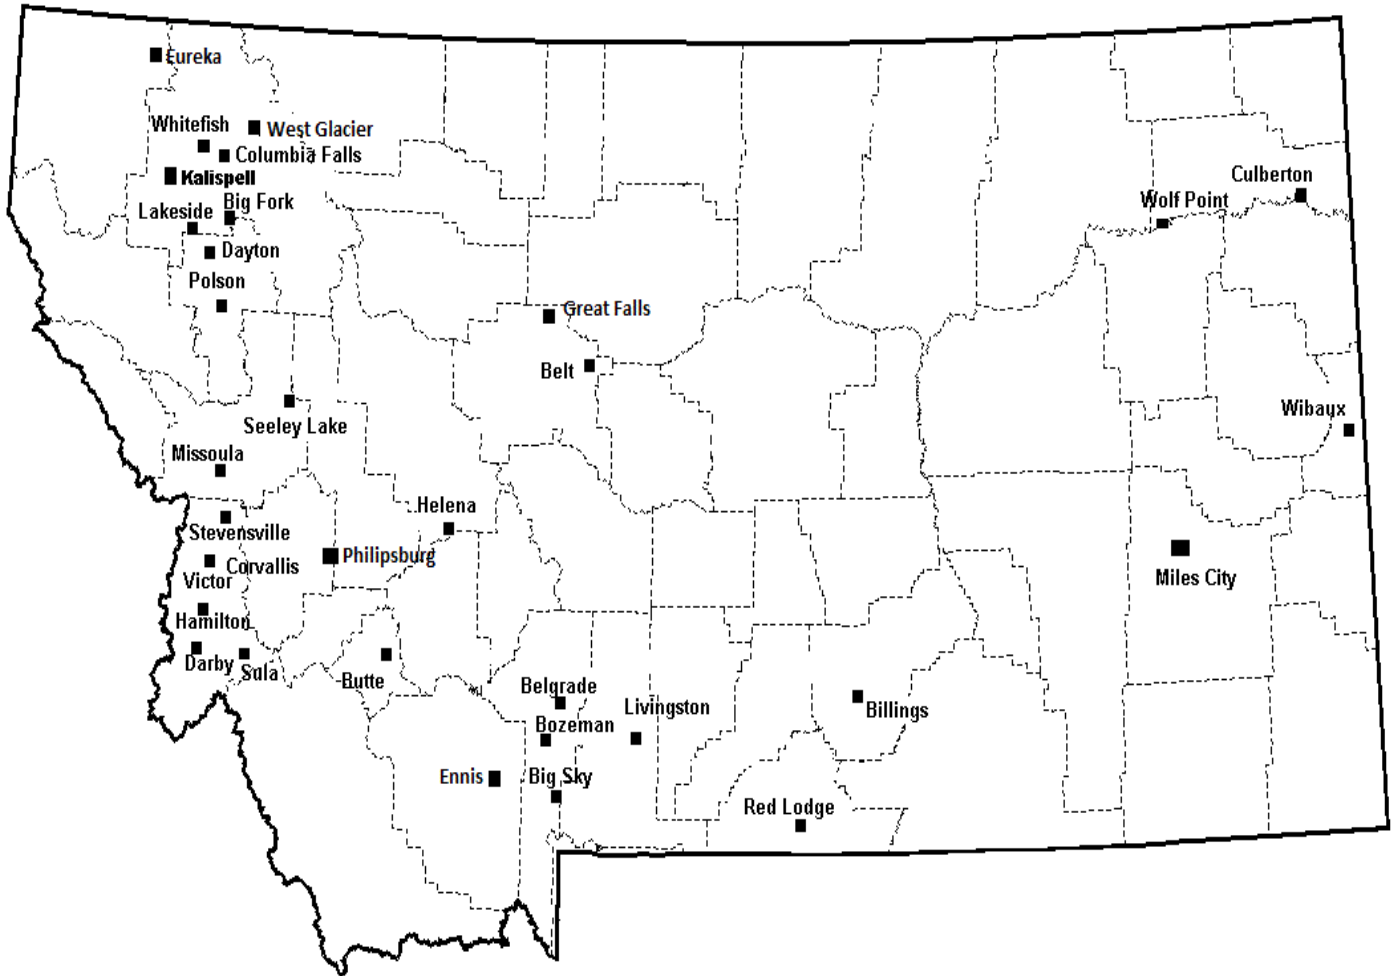 Eureka
Whitefish
West Glacier
Columbia Falls
Kalispell
Culberton
Big Fork
Wolf Point
Lakeside
Dayton
Polson
Great Falls
Belt
Wibaux
Seeley Lake
Missoula
Helena
Stevensville
Philipsburg
Corvallis
Victor
Miles City
Hamilton
Darby
Sula
Butte
Belgrade
Livingston
Billings
Bozeman
Ennis
Big Sky
Red Lodge